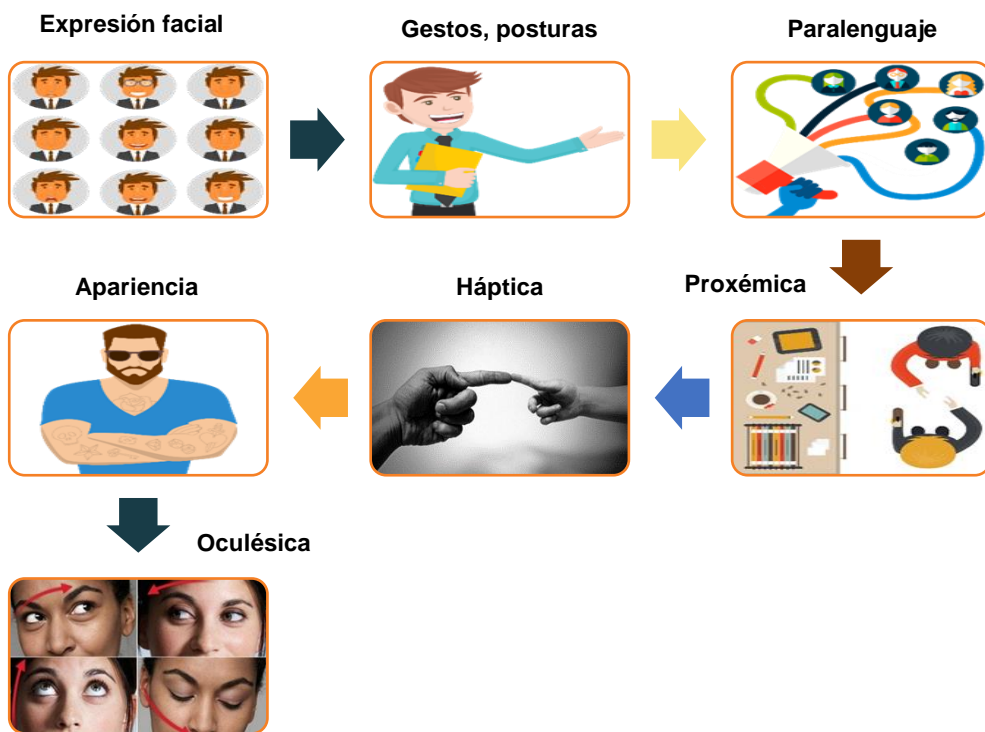 Expresión facial
Gestos, posturas
Paralenguaje
Proxémica
Háptica
Apariencia
Oculésica